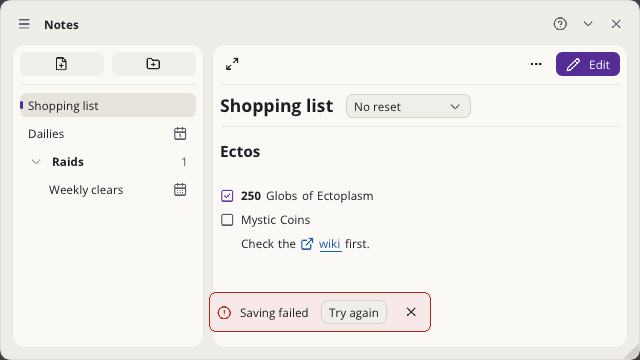 Notes
Shopping list
Dailies
Raids 1
Weekly clears
Edit
Shopping list No reset
Ectos
250 Globs of Ectoplasm
Mystic Coins
Check the wiki first.
Saving failed Try again